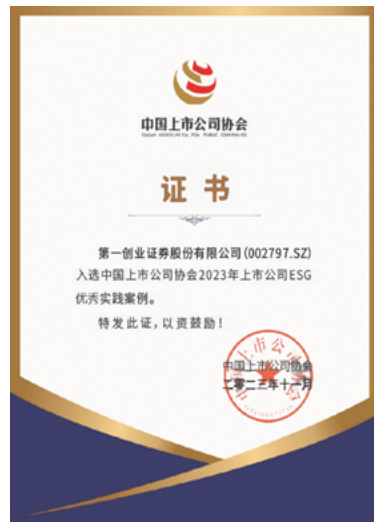 中国上市公司协会
证书
第一创业证券股份有限公司(002797.SZ)
入选中国上市公司协会2023年上市公司ESG
优秀实践案例。
特发此证,以资鼓励!
中国上市公司协会
二零二三年十一月